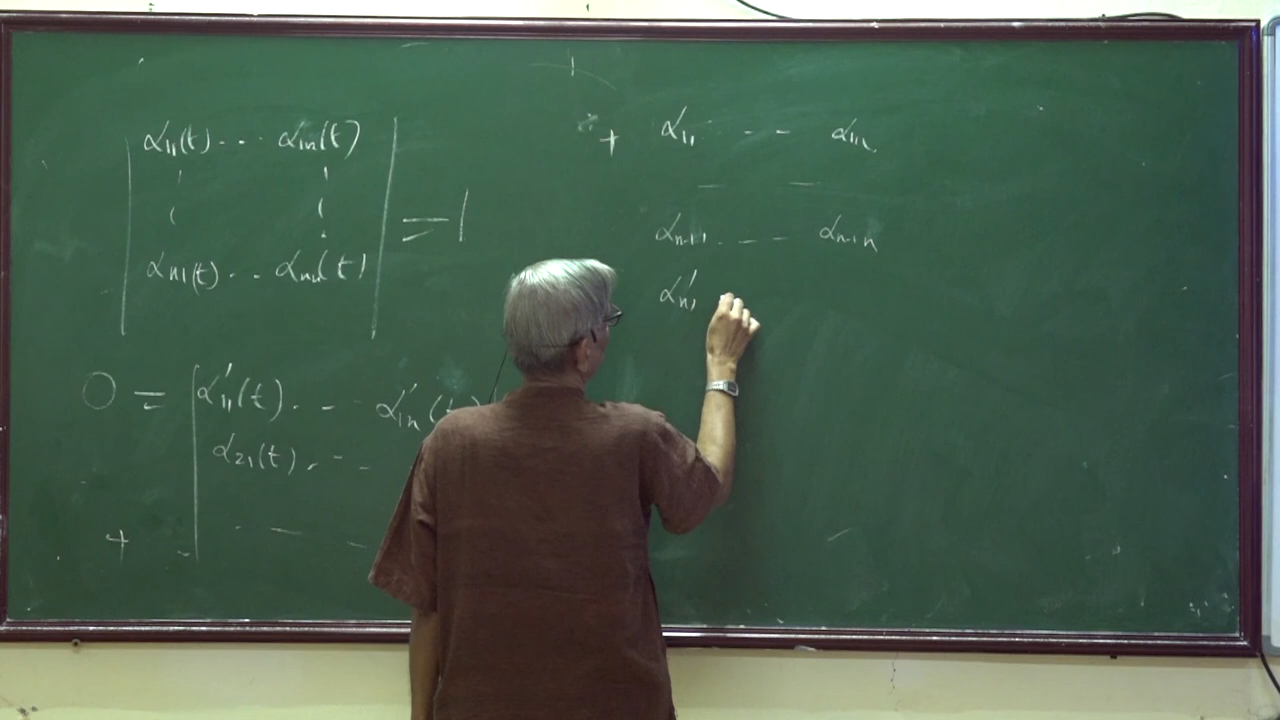 α₁₁(t) . . . α₁ₙ(t)
αₙ₁(t) . . αₙₙ(t)
= 1
0 = α′₁₁(t) . - - α′₁ₙ(t)
α₂₁(t) . - -
+
+ α₁₁ . - - α₁ₙ
αₙ₋₁₁ . _ _ αₙ₋₁ₙ
α′ₙ₁